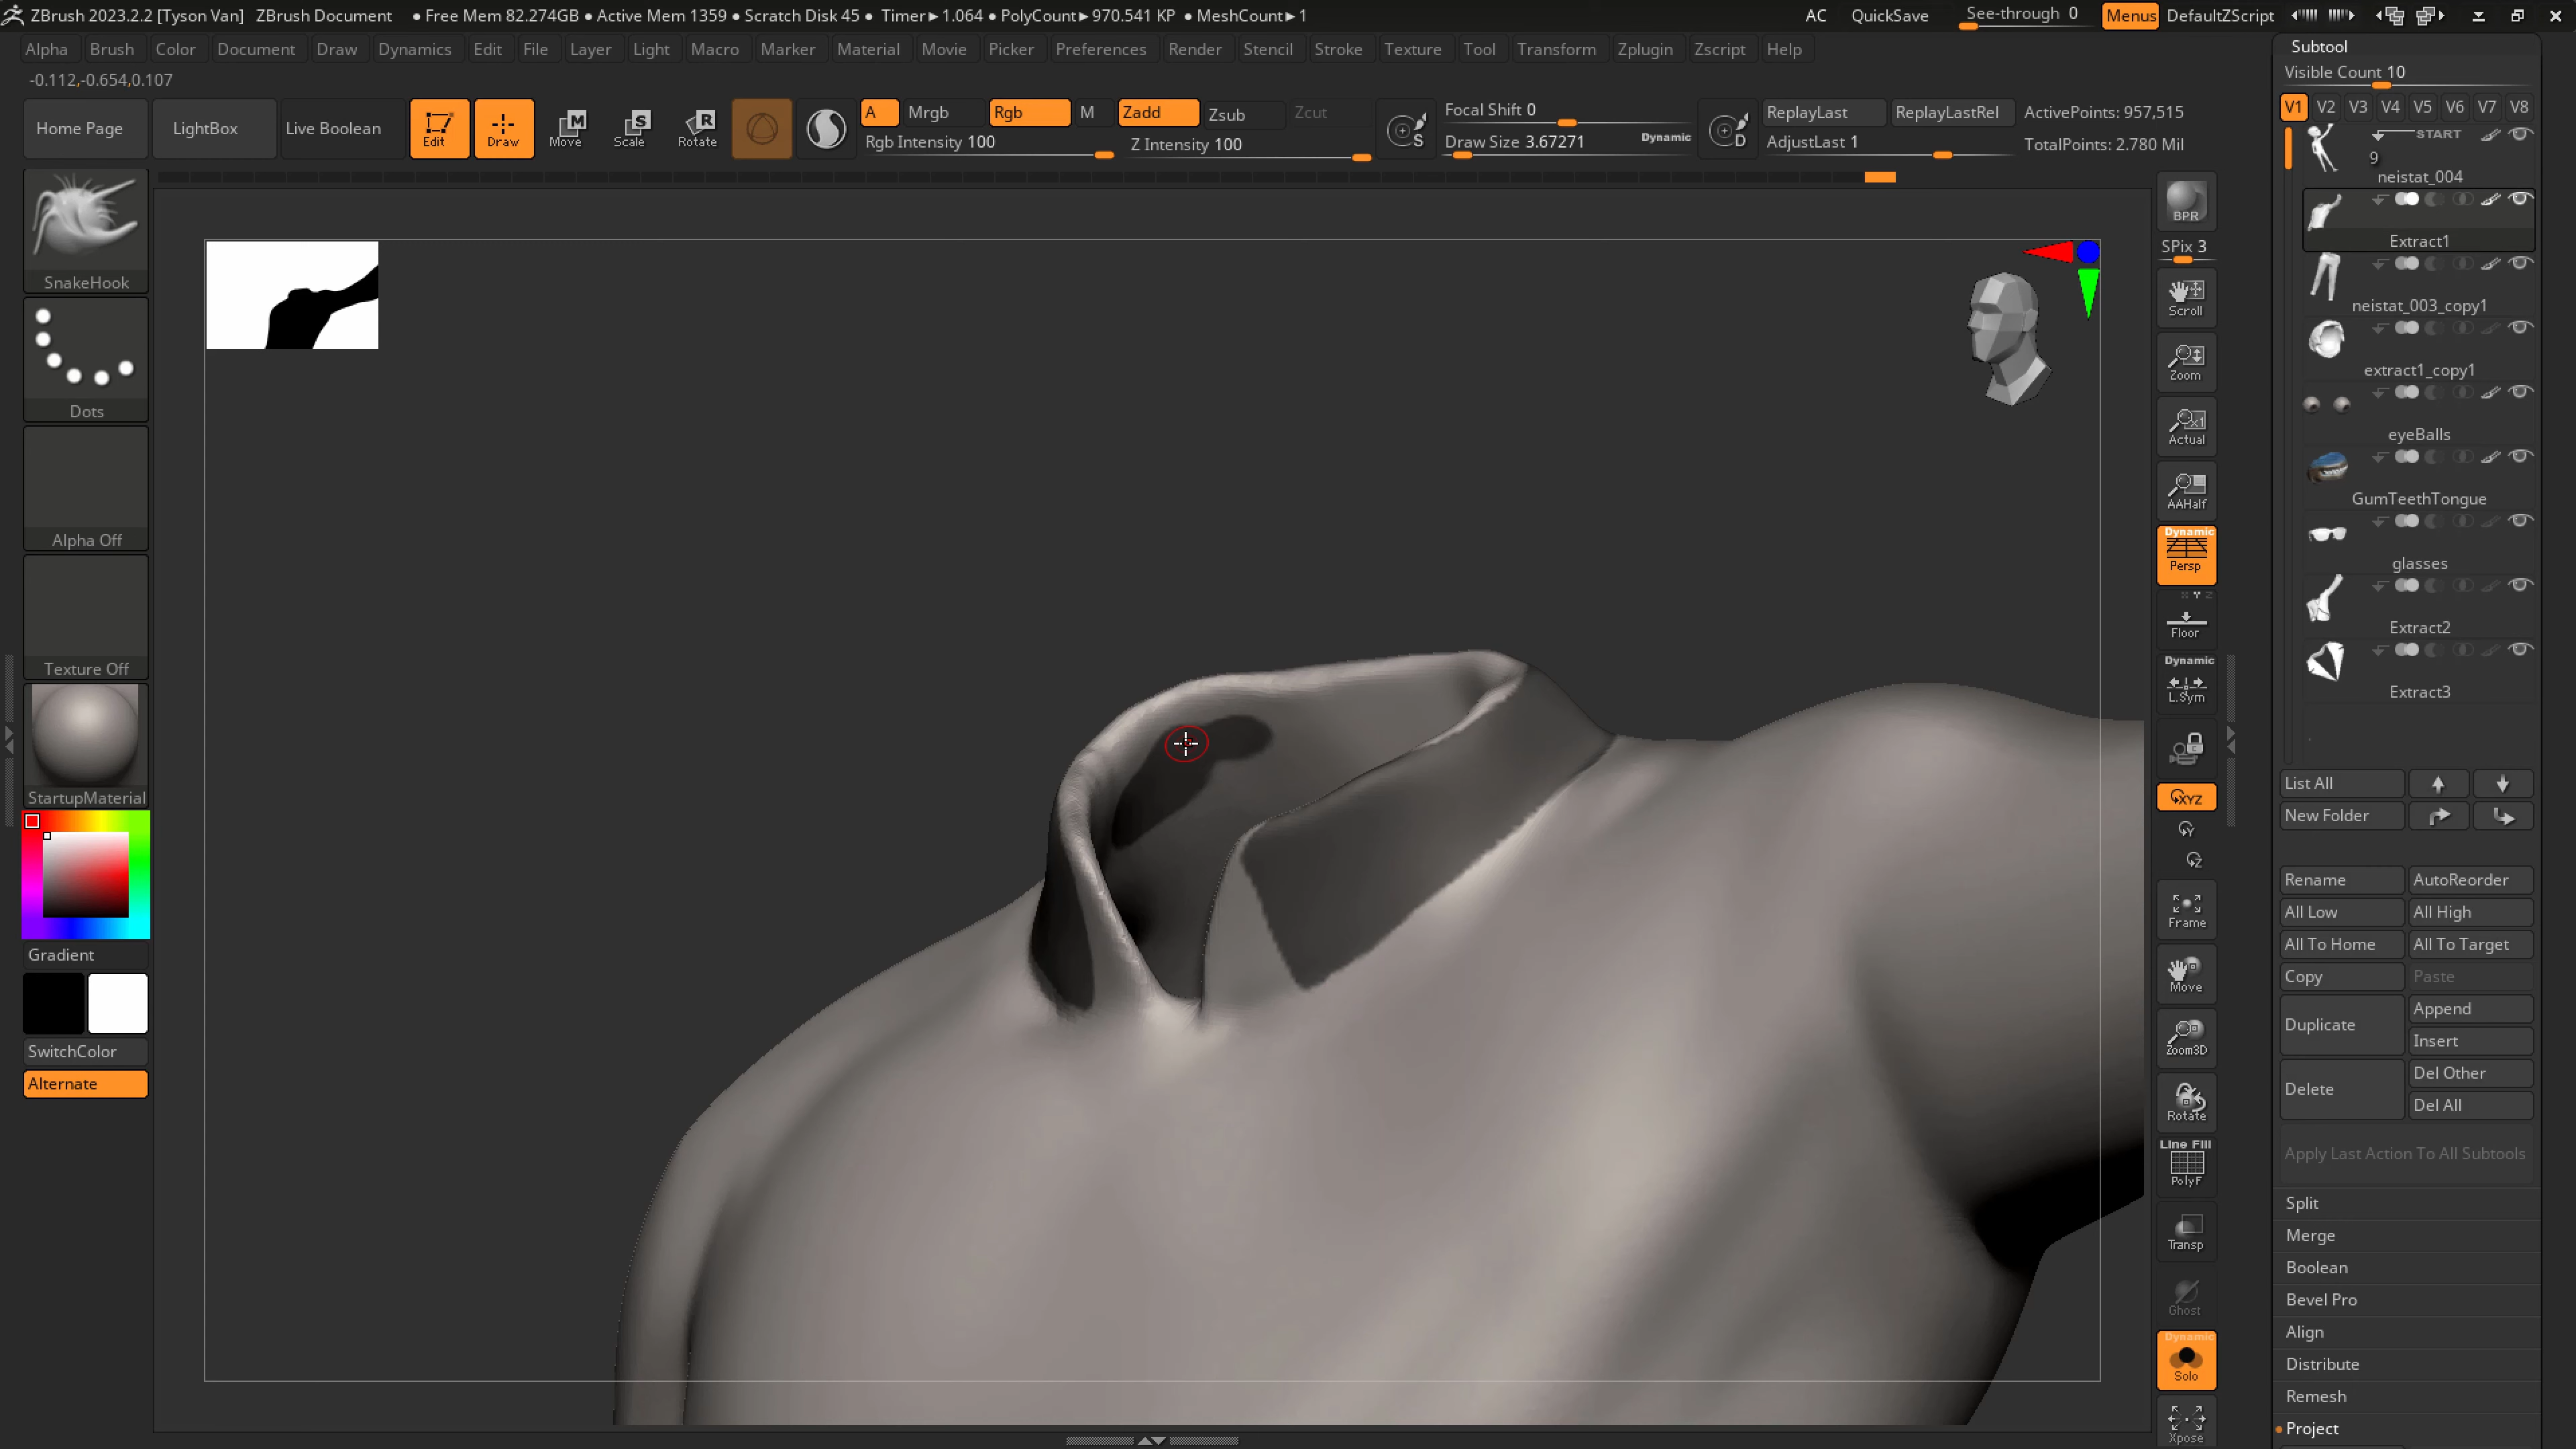 ZBrush 2023.2.2 [Tyson Van] ZBrush Document ● Free Mem 82.274GB ● Active Mem 1359 ● Scratch Disk 45 ● Timer►1.064 ● PolyCount►970.541 KP ● MeshCount►1 AC QuickSave See-through 0 Menus DefaultZScript
Alpha Brush Color Document Draw Dynamics Edit File Layer Light Macro Marker Material Movie Picker Preferences Render Stencil Stroke Texture Tool Transform Zplugin Zscript Help
-0.112,-0.654,0.107
Home Page LightBox Live Boolean Edit Draw Move Scale Rotate
M S R
A Mrgb Rgb M Zadd Zsub Zcut
Rgb Intensity 100 Z Intensity 100
S Focal Shift 0
Draw Size 3.67271 Dynamic
D ReplayLast ReplayLastRel ActivePoints: 957,515
AdjustLast 1 TotalPoints: 2.780 Mil
SnakeHook
Dots
Alpha Off
Texture Off
StartupMaterial
Gradient
SwitchColor
Alternate
BPR
SPix 3
Scroll
Zoom
Actual
AAHalf
Dynamic
Persp
Floor
Dynamic
L.Sym
XYZ
Y
Z
Frame
Move
Zoom3D
Rotate
Line Fill
PolyF
Transp
Ghost
Dynamic
Solo
Xpose
Subtool
Visible Count 10
V1 V2 V3 V4 V5 V6 V7 V8
START
9
neistat_004
Extract1
neistat_003_copy1
extract1_copy1
eyeBalls
GumTeethTongue
glasses
Extract2
Extract3
List All
New Folder
Rename AutoReorder
All Low All High
All To Home All To Target
Copy Paste
Duplicate Append
Insert
Delete Del Other
Del All
Apply Last Action To All Subtools
Split
Merge
Boolean
Bevel Pro
Align
Distribute
Remesh
Project